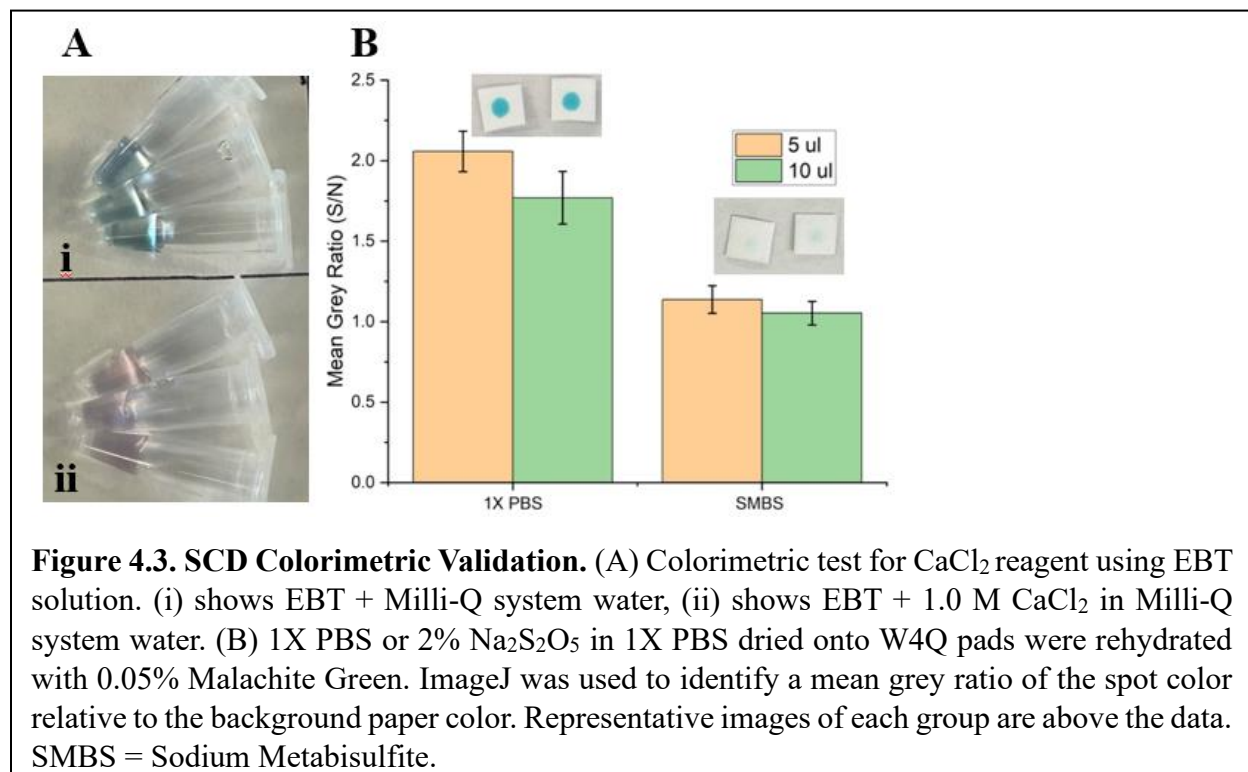 A
B
i
ii
2.5
2.0
1.5
1.0
0.5
0.0
Mean Grey Ratio (S/N)
5 ul
10 ul
1X PBS
SMBS
Figure 4.3. SCD Colorimetric Validation. (A) Colorimetric test for CaCl₂ reagent using EBT
solution. (i) shows EBT + Milli-Q system water, (ii) shows EBT + 1.0 M CaCl₂ in Milli-Q
system water. (B) 1X PBS or 2% Na₂S₂O₅ in 1X PBS dried onto W4Q pads were rehydrated
with 0.05% Malachite Green. ImageJ was used to identify a mean grey ratio of the spot color
relative to the background paper color. Representative images of each group are above the data.
SMBS = Sodium Metabisulfite.